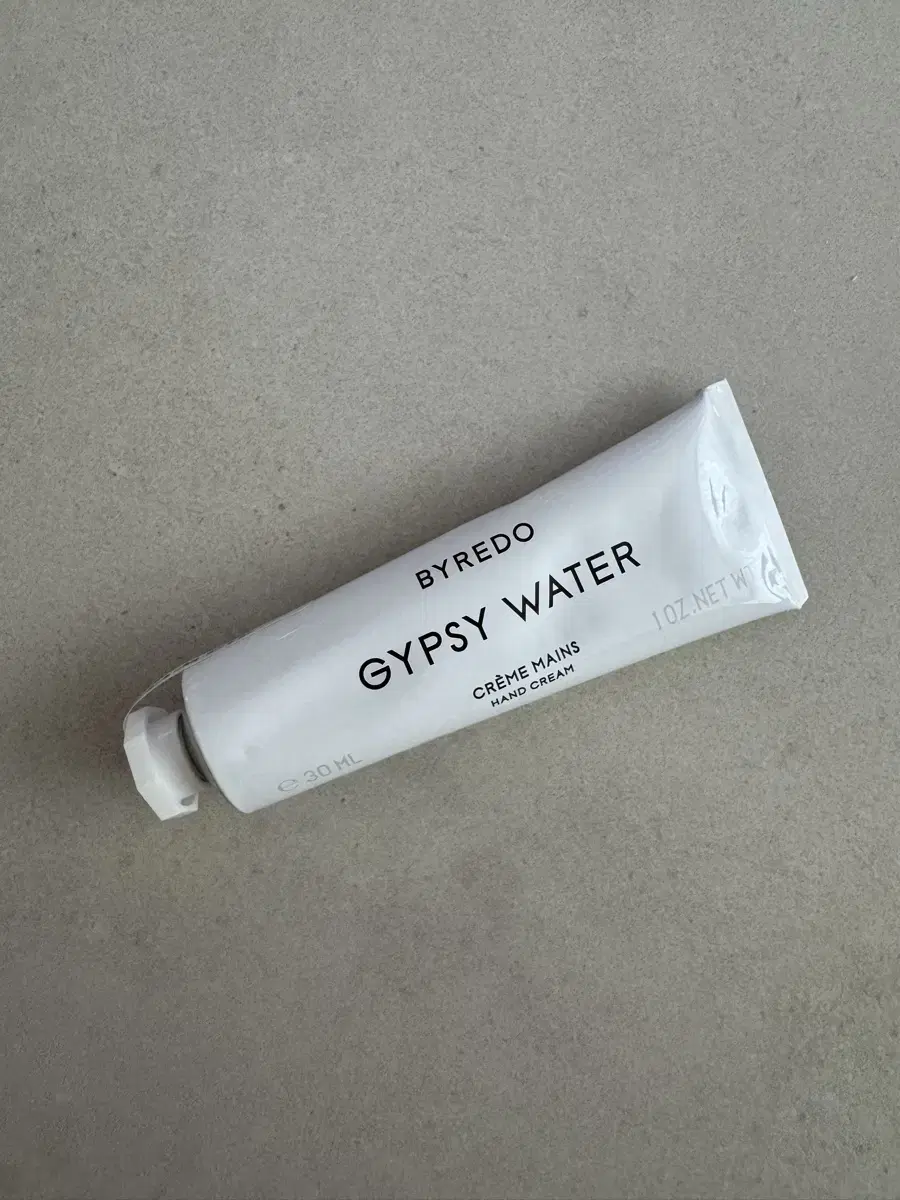 BYREDO
GYPSY WATER
CRÈME MAINS
HAND CREAM
℮ 30 ML
1 OZ. NET WT